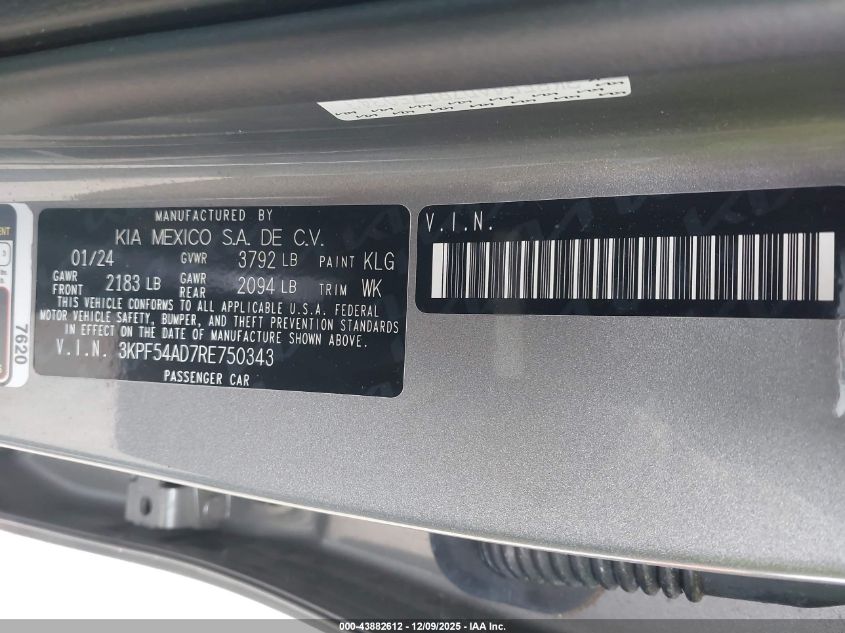 MANUFACTURED BY
KIA MEXICO S.A. DE C.V.
01/24 GVWR 3792 LB PAINT KLG
GAWR FRONT 2183 LB GAWR REAR 2094 LB TRIM WK
THIS VEHICLE CONFORMS TO ALL APPLICABLE U.S.A. FEDERAL
MOTOR VEHICLE SAFETY, BUMPER, AND THEFT PREVENTION STANDARDS
IN EFFECT ON THE DATE OF MANUFACTURE SHOWN ABOVE.
V.I.N. 3KPF54AD7RE750343
PASSENGER CAR
V.I.N.
7620
000-43882612 - 12/09/2025 - IAA Inc.